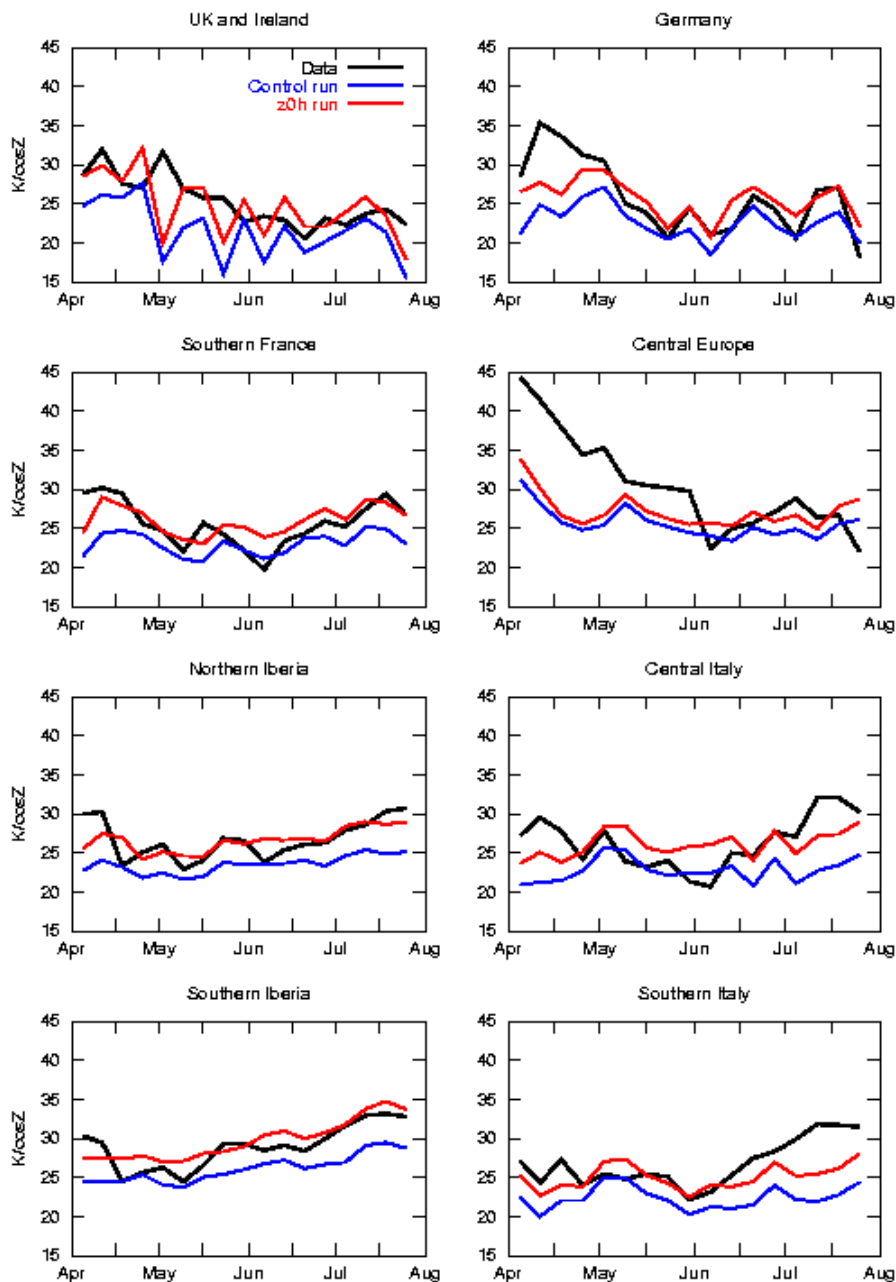 UK and Ireland
45
40
35
30
25
20
15
K/cosZ
Data
Control run
z0h run
Apr May Jun Jul Aug
Germany
45
40
35
30
25
20
15
Apr May Jun Jul Aug
Southern France
45
40
35
30
25
20
15
K/cosZ
Apr May Jun Jul Aug
Central Europe
45
40
35
30
25
20
15
Apr May Jun Jul Aug
Northern Iberia
45
40
35
30
25
20
15
K/cosZ
Apr May Jun Jul Aug
Central Italy
45
40
35
30
25
20
15
Apr May Jun Jul Aug
Southern Iberia
45
40
35
30
25
20
15
K/cosZ
Apr May Jun Jul Aug
Southern Italy
45
40
35
30
25
20
15
Apr May Jun Jul Aug